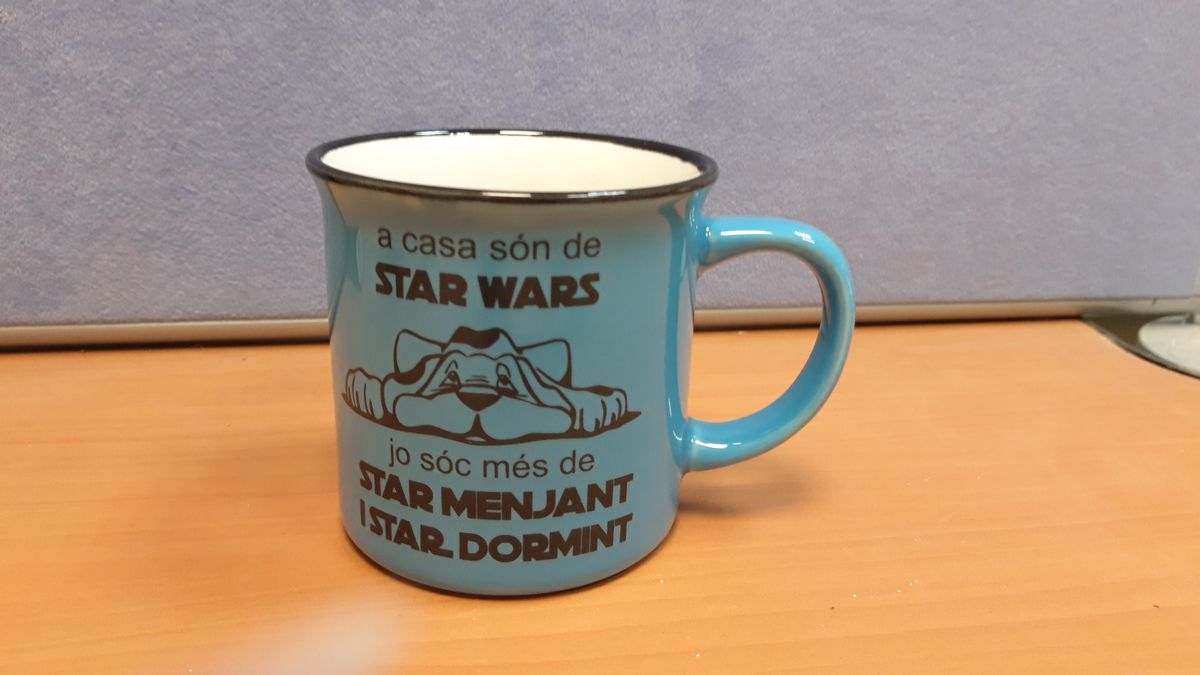 a casa són de
STAR WARS
jo sóc més de
STAR MENJANT
I STAR DORMINT